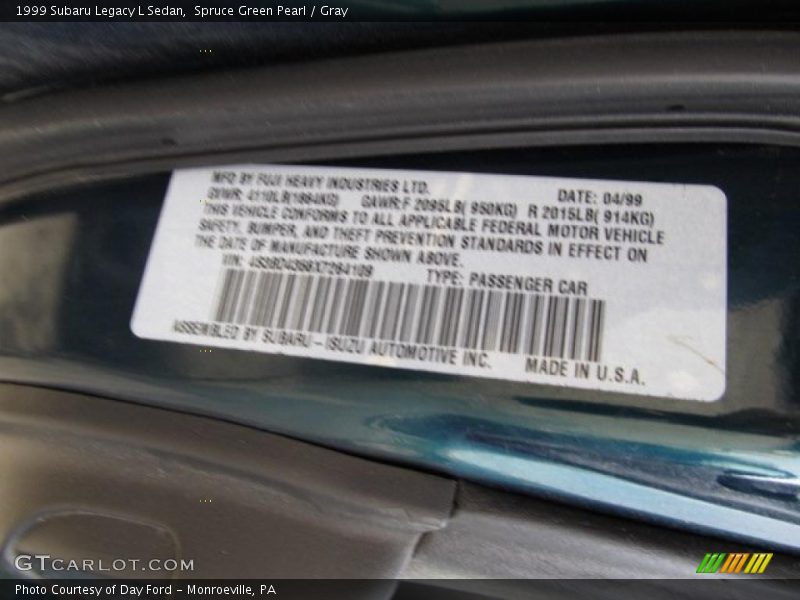 1999 Subaru Legacy L Sedan, Spruce Green Pearl / Gray
MFD BY FUJI HEAVY INDUSTRIES LTD. DATE: 04/99
GVWR: 4110LB(1864KG) GAWR:F 2095LB( 950KG) R 2015LB( 914KG)
THIS VEHICLE CONFORMS TO ALL APPLICABLE FEDERAL MOTOR VEHICLE
SAFETY, BUMPER, AND THEFT PREVENTION STANDARDS IN EFFECT ON
THE DATE OF MANUFACTURE SHOWN ABOVE.
VIN: TYPE: PASSENGER CAR
ASSEMBLED BY SUBARU-ISUZU AUTOMOTIVE INC. MADE IN U.S.A.
GTCARLOT.COM
Photo Courtesy of Day Ford – Monroeville, PA